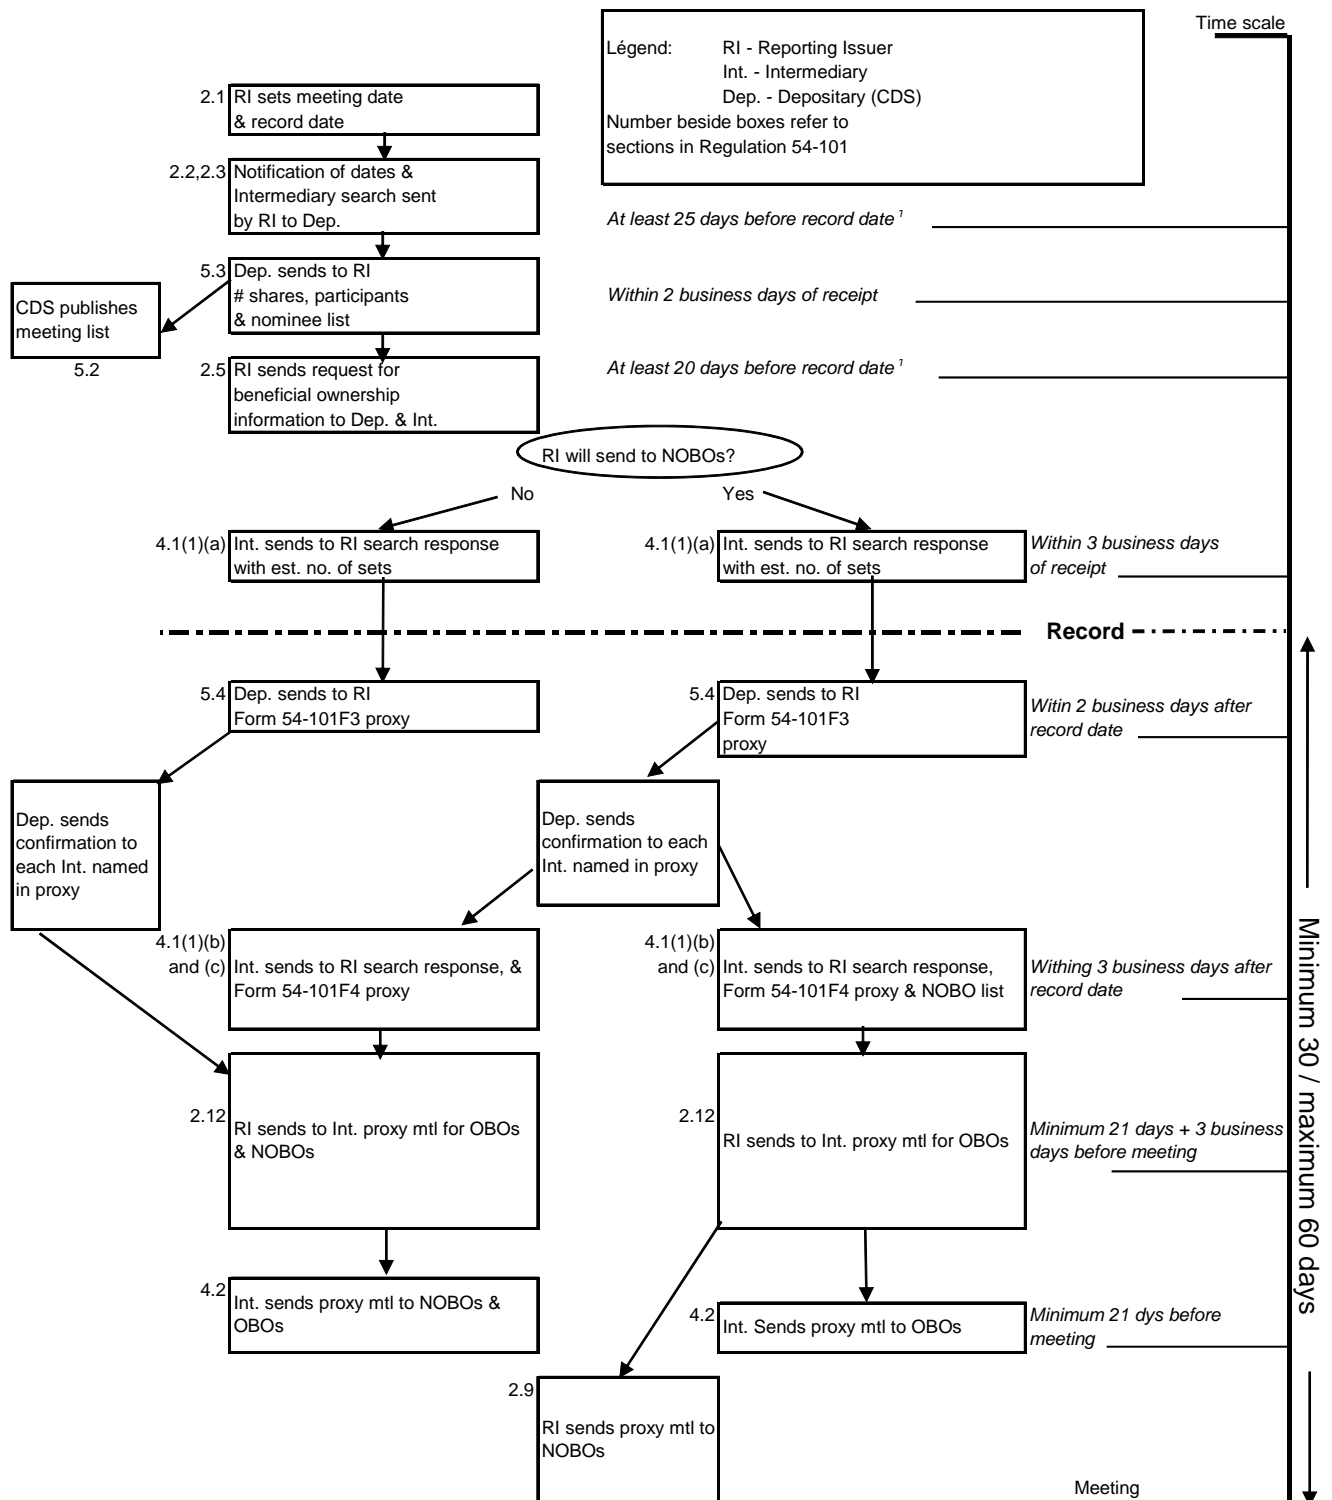 Time scale
Légend: RI - Reporting Issuer
Int. - Intermediary
Dep. - Depositary (CDS)
Number beside boxes refer to
sections in Regulation 54-101
2.1 RI sets meeting date
& record date
2.2,2.3 Notification of dates &
Intermediary search sent
by RI to Dep.
At least 25 days before record date ¹
5.3 Dep. sends to RI
# shares, participants
& nominee list
Within 2 business days of receipt
CDS publishes
meeting list
5.2
2.5 RI sends request for
beneficial ownership
information to Dep. & Int.
At least 20 days before record date ¹
RI will send to NOBOs?
No
Yes
4.1(1)(a) Int. sends to RI search response
with est. no. of sets
4.1(1)(a) Int. sends to RI search response
with est. no. of sets
Within 3 business days
of receipt
Record
5.4 Dep. sends to RI
Form 54-101F3 proxy
5.4 Dep. sends to RI
Form 54-101F3
proxy
Witin 2 business days after
record date
Dep. sends
confirmation to
each Int. named
in proxy
Dep. sends
confirmation to each
Int. named in proxy
4.1(1)(b)
and (c) Int. sends to RI search response, &
Form 54-101F4 proxy
4.1(1)(b)
and (c) Int. sends to RI search response,
Form 54-101F4 proxy & NOBO list
Withing 3 business days after
record date
2.12
RI sends to Int. proxy mtl for OBOs
& NOBOs
2.12
RI sends to Int. proxy mtl for OBOs
Minimum 21 days + 3 business
days before meeting
4.2
Int. sends proxy mtl to NOBOs &
OBOs
4.2
Int. Sends proxy mtl to OBOs
Minimum 21 dys before
meeting
2.9
RI sends proxy mtl to
NOBOs
Meeting
Minimum 30 / maximum 60 days